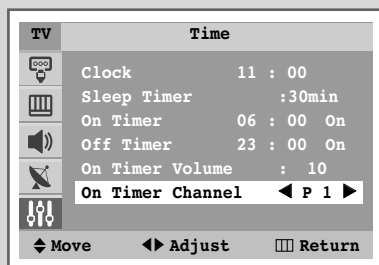 TV Time
Clock 11 : 00
Sleep Timer :30min
On Timer 06 : 00 On
Off Timer 23 : 00 On
On Timer Volume : 10
On Timer Channel ◀ P 1 ▶
Move Adjust Return